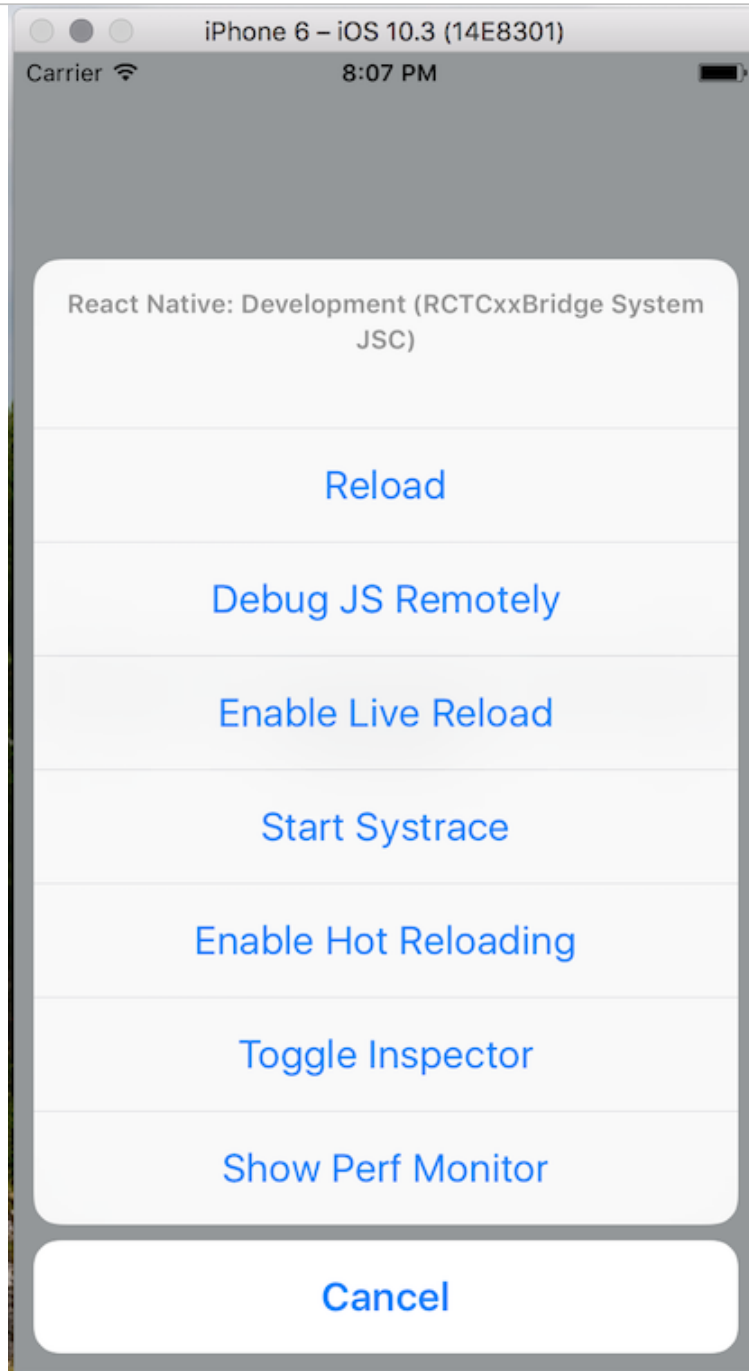 iPhone 6 – iOS 10.3 (14E8301)
Carrier 8:07 PM
React Native: Development (RCTCxxBridge System
JSC)
Reload
Debug JS Remotely
Enable Live Reload
Start Systrace
Enable Hot Reloading
Toggle Inspector
Show Perf Monitor
Cancel